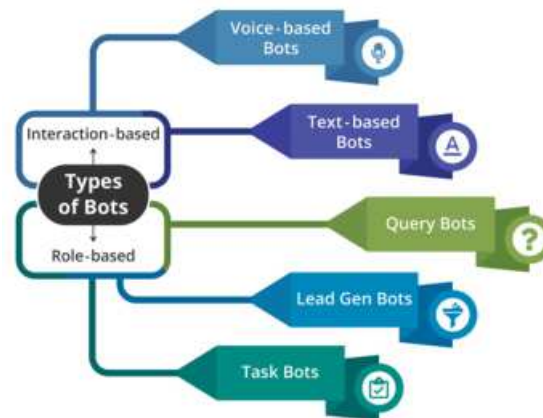 Voice-based
Bots
Interaction-based
Text-based
Bots
A
Types
of Bots
Query Bots
?
Role-based
Lead Gen Bots
Task Bots